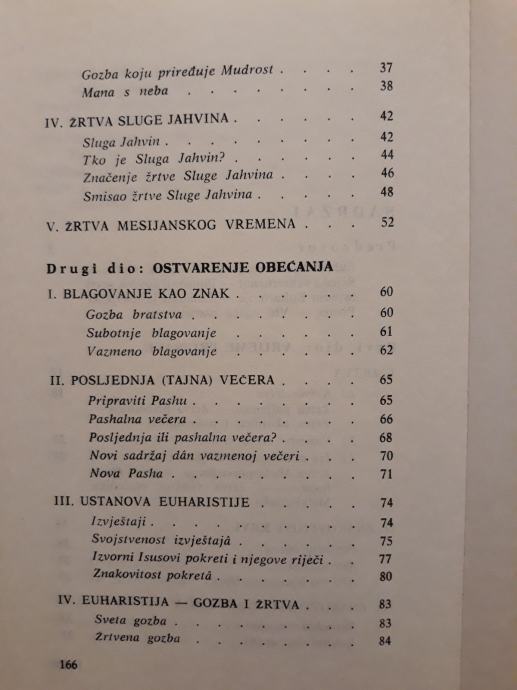 Gozba koju priređuje Mudrost . . . . 37
Mana s neba . . . . . . . . 38
IV. ŽRTVA SLUGE JAHVINA . . . . . 42
Sluga Jahvin . . . . . . . . . 42
Tko je Sluga Jahvin? . . . . . . 44
Značenje žrtve Sluge Jahvina . . . . 46
Smisao žrtve Sluge Jahvina . . . . . 48
V. ŽRTVA MESIJANSKOG VREMENA . . . 52
Drugi dio: OSTVARENJE OBEĆANJA
I. BLAGOVANJE KAO ZNAK . . . . . . 60
Gozba bratstva . . . . . . . . 60
Subotnje blagovanje . . . . . . 61
Vazmeno blagovanje . . . . . . 62
II. POSLJEDNJA (TAJNA) VEČERA . . . . 65
Pripraviti Pashu . . . . . . . . 65
Pashalna večera . . . . . . . . 66
Posljednja ili pashalna večera? . . . . 68
Novi sadržaj dân vazmenoj večeri . . . 70
Nova Pasha . . . . . . . . . 71
III. USTANOVA EUHARISTIJE . . . . . 74
Izvještaji . . . . . . . . . . 74
Svojstvenost izvještajâ . . . . . . 75
Izvorni Isusovi pokreti i njegove riječi . . 77
Znakovitost pokretâ . . . . . . . 80
IV. EUHARISTIJA — GOZBA I ŽRTVA . . . 83
Sveta gozba . . . . . . . . . 83
Žrtvena gozba . . . . . . . . 84
166